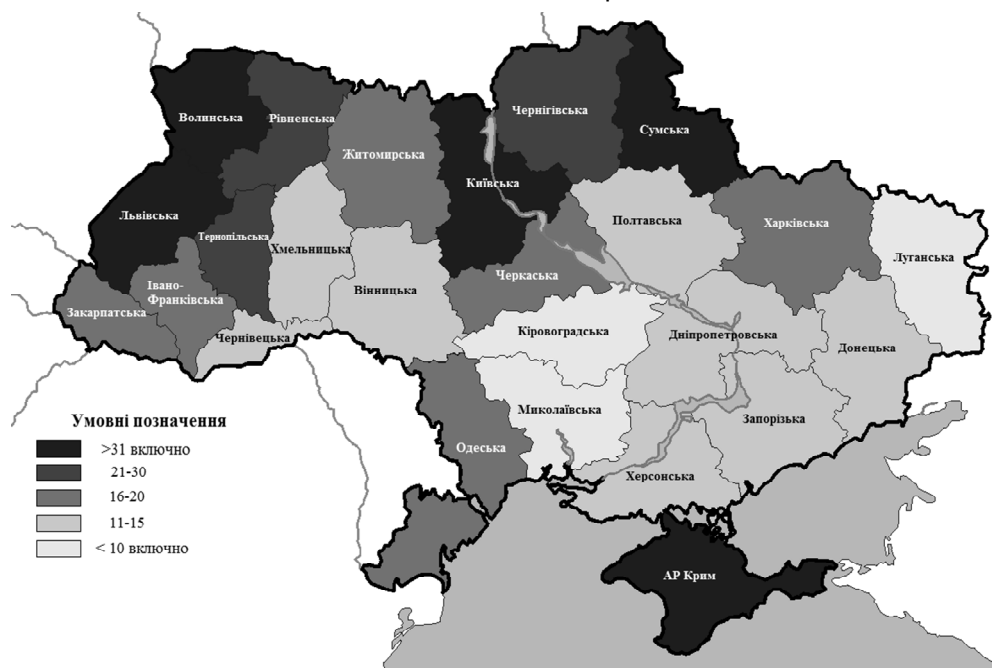 Волинська
Рівненська
Житомирська
Чернігівська
Сумська
Київська
Львівська
Тернопільська
Хмельницька
Полтавська
Харківська
Луганська
Івано-
Франківська
Закарпатська
Вінницька
Черкаська
Чернівецька
Кіровоградська
Дніпропетровська
Донецька
Миколаївська
Запорізька
Одеська
Херсонська
АР Крим
Умовні позначення
>31 включно
21-30
16-20
11-15
< 10 включно